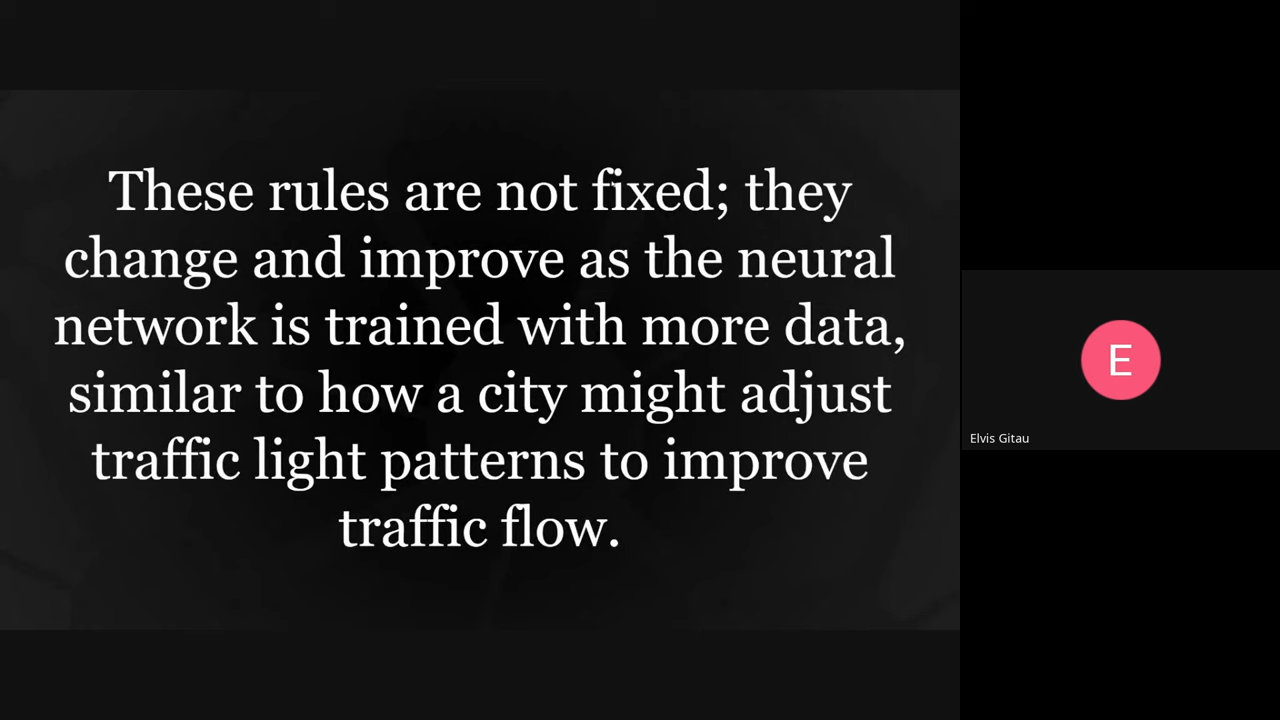 These rules are not fixed; they
change and improve as the neural
network is trained with more data,
similar to how a city might adjust
traffic light patterns to improve
traffic flow.
E
Elvis Gitau